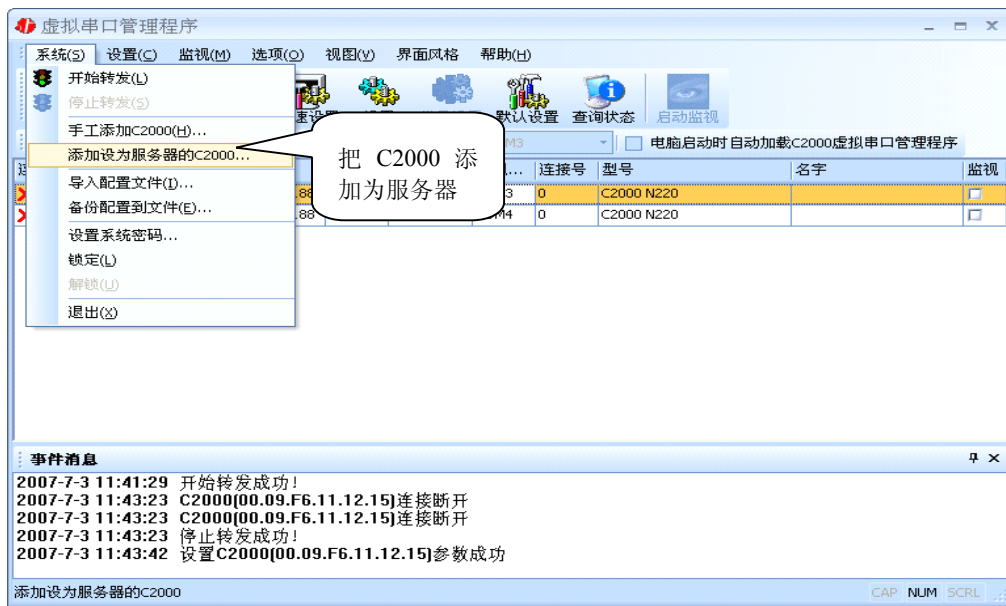 虚拟串口管理程序
系统(S) 设置(C) 监视(M) 选项(O) 视图(V) 界面风格 帮助(H)
开始转发(L)
停止转发(S)
手工添加C2000(H)...
添加设为服务器的C2000...
导入配置文件(I)...
备份配置到文件(E)...
设置系统密码...
锁定(L)
解锁(U)
退出(X)
默认设置 查询状态 启动监视
电脑启动时自动加载C2000虚拟串口管理程序
把 C2000 添
加为服务器
连接号 型号 名字 监视
.88 0 C2000 N220
.88 0 C2000 N220
事件消息
2007-7-3 11:41:29 开始转发成功!
2007-7-3 11:43:23 C2000(00.09.F6.11.12.15)连接断开
2007-7-3 11:43:23 C2000(00.09.F6.11.12.15)连接断开
2007-7-3 11:43:23 停止转发成功!
2007-7-3 11:43:42 设置C2000(00.09.F6.11.12.15)参数成功
添加设为服务器的C2000
CAP NUM SCRL